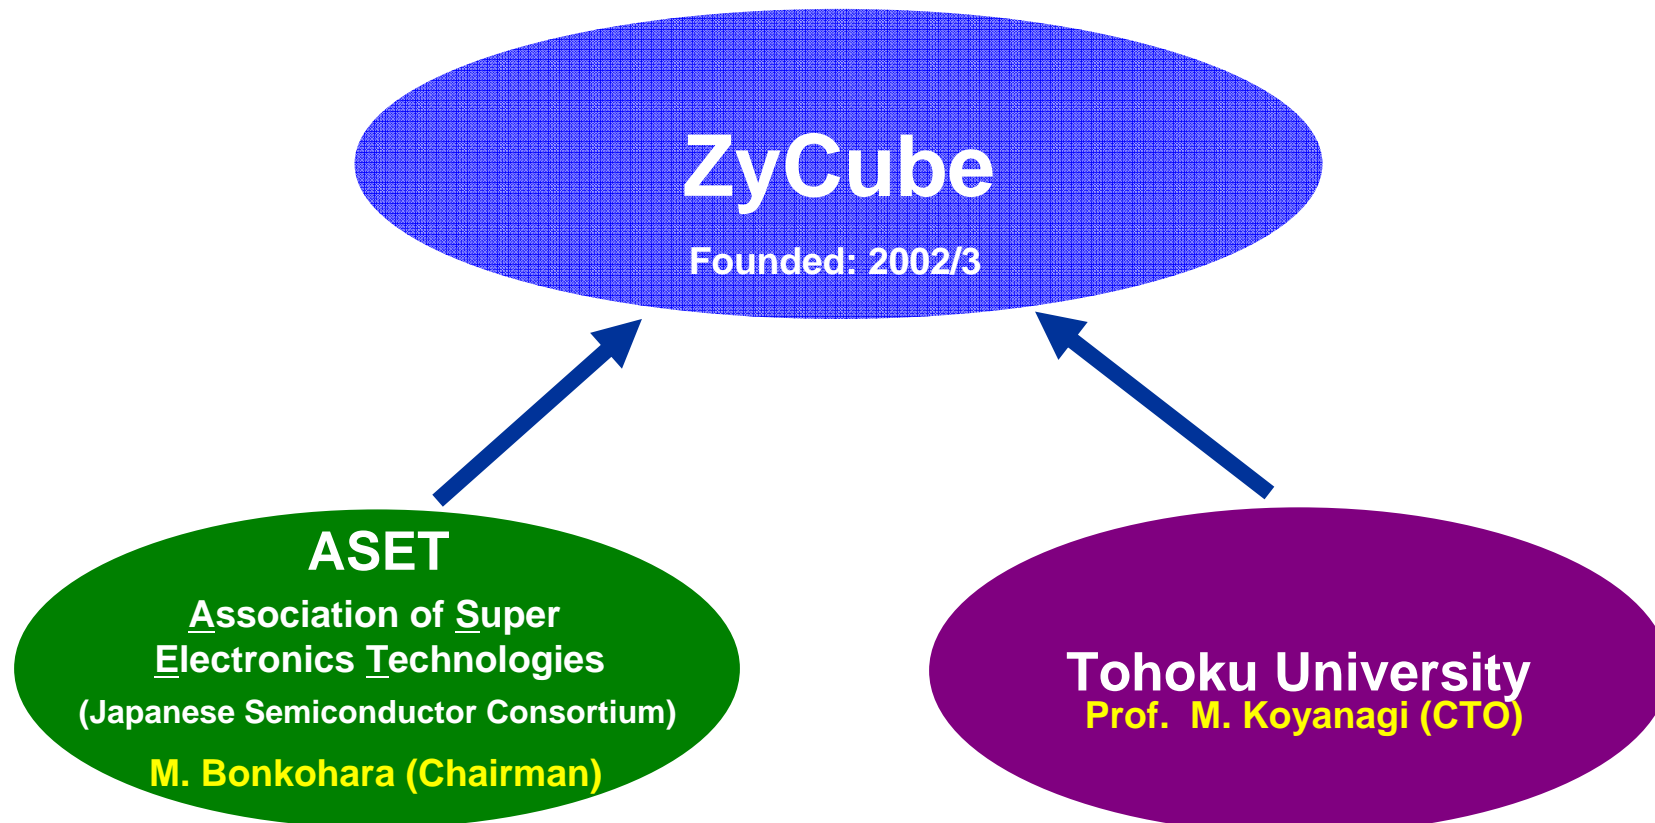 ZyCube
Founded: 2002/3
ASET
Association of Super
Electronics Technologies
(Japanese Semiconductor Consortium)
M. Bonkohara (Chairman)
Tohoku University
Prof. M. Koyanagi (CTO)